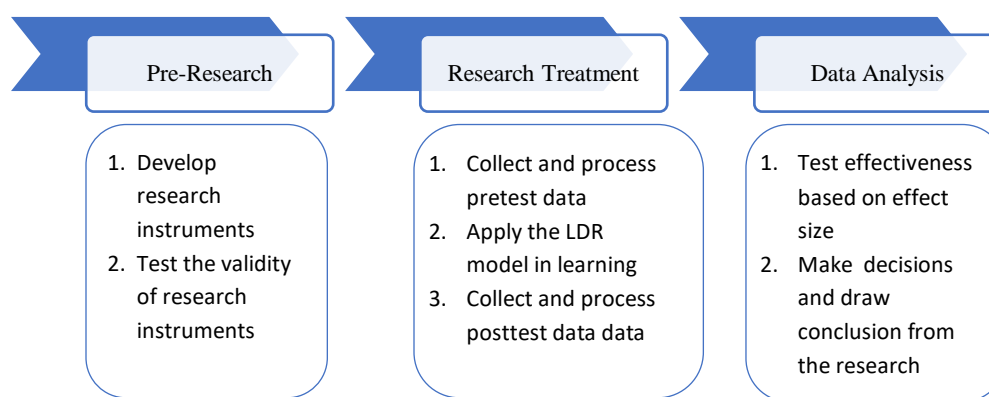 Pre-Research
1. Develop
research
instruments
2. Test the validity
of research
instruments
Research Treatment
1. Collect and process
pretest data
2. Apply the LDR
model in learning
3. Collect and process
posttest data data
Data Analysis
1. Test effectiveness
based on effect
size
2. Make decisions
and draw
conclusion from
the research